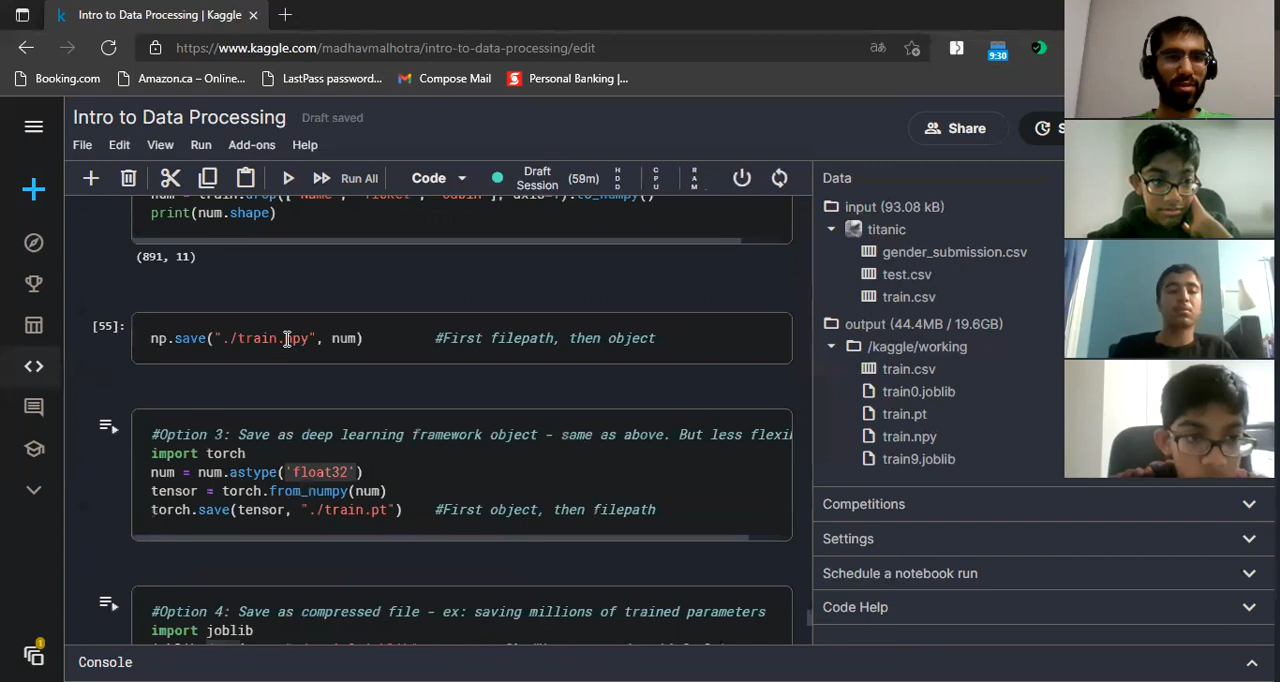 Intro to Data Processing | Kaggle
https://www.kaggle.com/madhavmalhotra/intro-to-data-processing/edit
9:30
Booking.com
Amazon.ca – Online...
LastPass password...
Compose Mail
Personal Banking |...
Intro to Data Processing
Draft saved
Share
File
Edit
View
Run
Add-ons
Help
Run All
Code
Draft Session
(59m)
HDD
CPU
RAM
print(num.shape)
(891, 11)
[55]:
np.save("./train.npy", num) #First filepath, then object
#Option 3: Save as deep learning framework object - same as above. But less flexi
import torch
num = num.astype('float32')
tensor = torch.from_numpy(num)
torch.save(tensor, "./train.pt") #First object, then filepath
#Option 4: Save as compressed file - ex: saving millions of trained parameters
import joblib
Console
1
Data
input (93.08 kB)
titanic
gender_submission.csv
test.csv
train.csv
output (44.4MB / 19.6GB)
/kaggle/working
train.csv
train0.joblib
train.pt
train.npy
train9.joblib
Competitions
Settings
Schedule a notebook run
Code Help